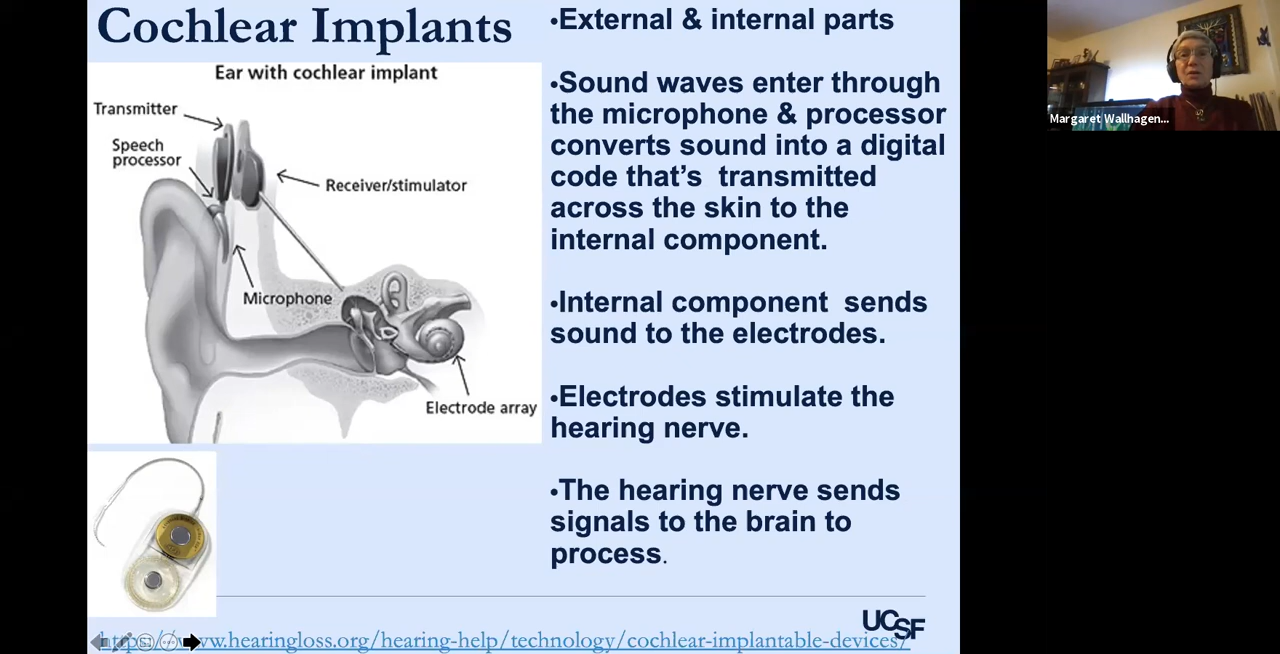 Cochlear Implants
Ear with cochlear implant
Transmitter
Speech
processor
Receiver/stimulator
Microphone
Electrode array
•External & internal parts
•Sound waves enter through
the microphone & processor
converts sound into a digital
code that's transmitted
across the skin to the
internal component.
•Internal component sends
sound to the electrodes.
•Electrodes stimulate the
hearing nerve.
•The hearing nerve sends
signals to the brain to
process.
UCSF
https://www.hearingloss.org/hearing-help/technology/cochlear-implantable-devices/
Margaret Wallhagen...